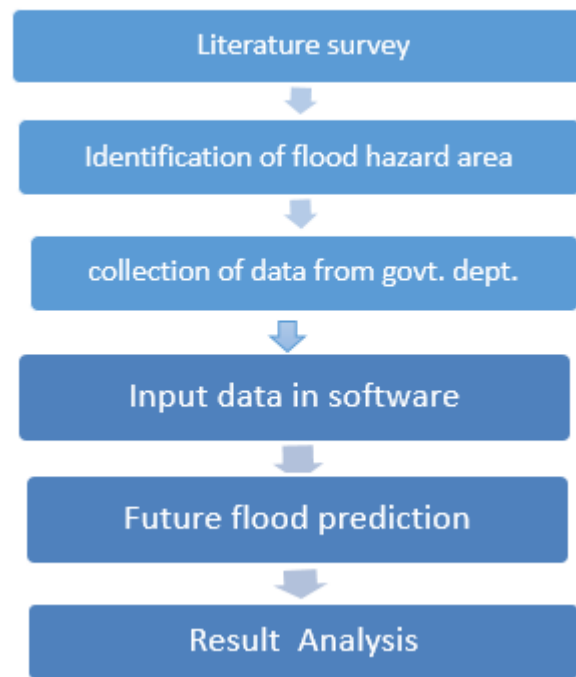 Literature survey
Identification of flood hazard area
collection of data from govt. dept.
Input data in software
Future flood prediction
Result Analysis